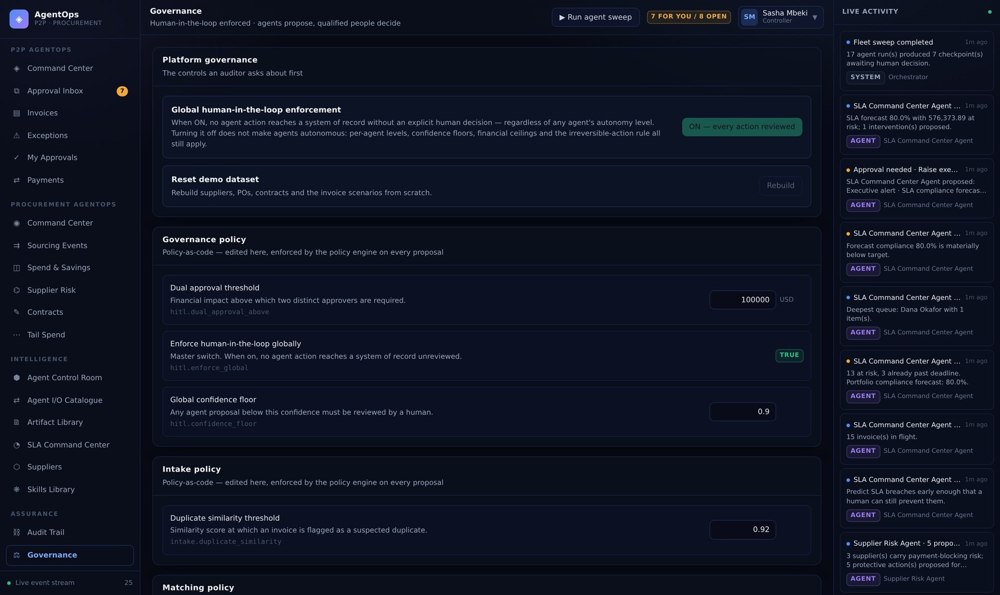 AgentOps
P2P · PROCUREMENT
P2P AGENTOPS
Command Center
Approval Inbox
7
Invoices
Exceptions
My Approvals
Payments
PROCUREMENT AGENTOPS
Command Center
Sourcing Events
Spend & Savings
Supplier Risk
Contracts
Tail Spend
INTELLIGENCE
Agent Control Room
Agent I/O Catalogue
Artifact Library
SLA Command Center
Suppliers
Skills Library
ASSURANCE
Audit Trail
Governance
Live event stream
25
Governance
Human-in-the-loop enforced · agents propose, qualified people decide
▶ Run agent sweep
7 FOR YOU / 8 OPEN
SM
Sasha Mbeki
Controller
▼
Platform governance
The controls an auditor asks about first
Global human-in-the-loop enforcement
When ON, no agent action reaches a system of record without an explicit human decision — regardless of any agent's autonomy level.
Turning it off does not make agents autonomous: per-agent levels, confidence floors, financial ceilings and the irreversible-action rule all
still apply.
ON — every action reviewed
Reset demo dataset
Rebuild suppliers, POs, contracts and the invoice scenarios from scratch.
Rebuild
Governance policy
Policy-as-code — edited here, enforced by the policy engine on every proposal
Dual approval threshold
Financial impact above which two distinct approvers are required.
hitl.dual_approval_above
100000
USD
Enforce human-in-the-loop globally
Master switch. When on, no agent action reaches a system of record unreviewed.
hitl.enforce_global
TRUE
Global confidence floor
Any agent proposal below this confidence must be reviewed by a human.
hitl.confidence_floor
0.9
Intake policy
Policy-as-code — edited here, enforced by the policy engine on every proposal
Duplicate similarity threshold
Similarity score at which an invoice is flagged as a suspected duplicate.
intake.duplicate_similarity
0.92
Matching policy
LIVE ACTIVITY
Fleet sweep completed
1m ago
17 agent run(s) produced 7 checkpoint(s)
awaiting human decision.
SYSTEM
Orchestrator
SLA Command Center Agent ...
1m ago
SLA forecast 80.0% with 576,373.89 at
risk; 1 intervention(s) proposed.
AGENT
SLA Command Center Agent
Approval needed · Raise exe...
1m ago
SLA Command Center Agent proposed:
Executive alert · SLA compliance forecas...
AGENT
SLA Command Center Agent
SLA Command Center Agent ...
1m ago
Forecast compliance 80.0% is materially
below target.
AGENT
SLA Command Center Agent
SLA Command Center Agent ...
1m ago
Deepest queue: Dana Okafor with 1
item(s).
AGENT
SLA Command Center Agent
SLA Command Center Agent ...
1m ago
13 at risk, 3 already past deadline.
Portfolio compliance forecast: 80.0%.
AGENT
SLA Command Center Agent
SLA Command Center Agent ...
1m ago
15 invoice(s) in flight.
AGENT
SLA Command Center Agent
SLA Command Center Agent ...
1m ago
Predict SLA breaches early enough that a
human can still prevent them.
AGENT
SLA Command Center Agent
Supplier Risk Agent · 5 propo...
1m ago
3 supplier(s) carry payment-blocking risk;
5 protective action(s) proposed for...
AGENT
Supplier Risk Agent